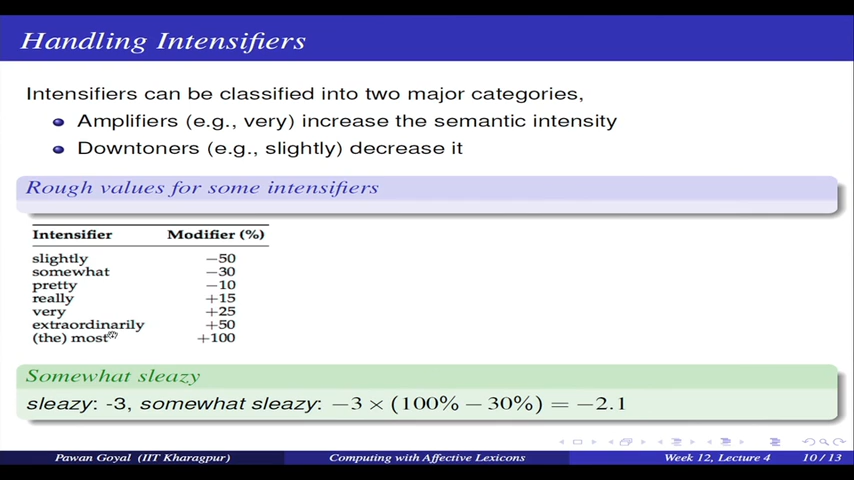 Handling Intensifiers
Intensifiers can be classified into two major categories,
Amplifiers (e.g., very) increase the semantic intensity
Downtoners (e.g., slightly) decrease it
Rough values for some intensifiers
Intensifier Modifier (%)
slightly −50
somewhat −30
pretty −10
really +15
very +25
extraordinarily +50
(the) most +100
Somewhat sleazy
sleazy: -3, somewhat sleazy: −3 × (100% − 30%) = −2.1
Pawan Goyal (IIT Kharagpur) Computing with Affective Lexicons Week 12, Lecture 4 10 / 13